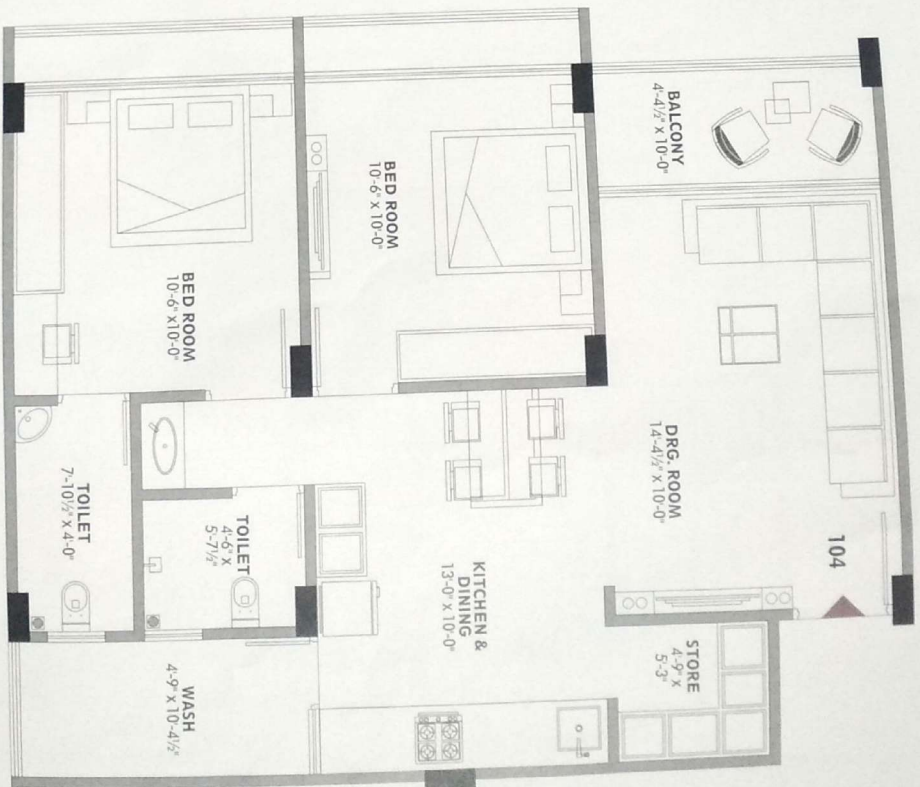 BALCONY
4'-4½" X 10'-0"
BED ROOM
10'-6" X 10'-0"
BED ROOM
10'-6" X10'-0"
DRG. ROOM
14'-4½" X 10'-0"
104
TOILET
7'-10½" X 4'-0"
TOILET
4'-6" X
5'-7½"
KITCHEN &
DINING
13'-0" X 10'-0"
STORE
4'-9" X
5'-3"
WASH
4'-9" X 10'-4½"